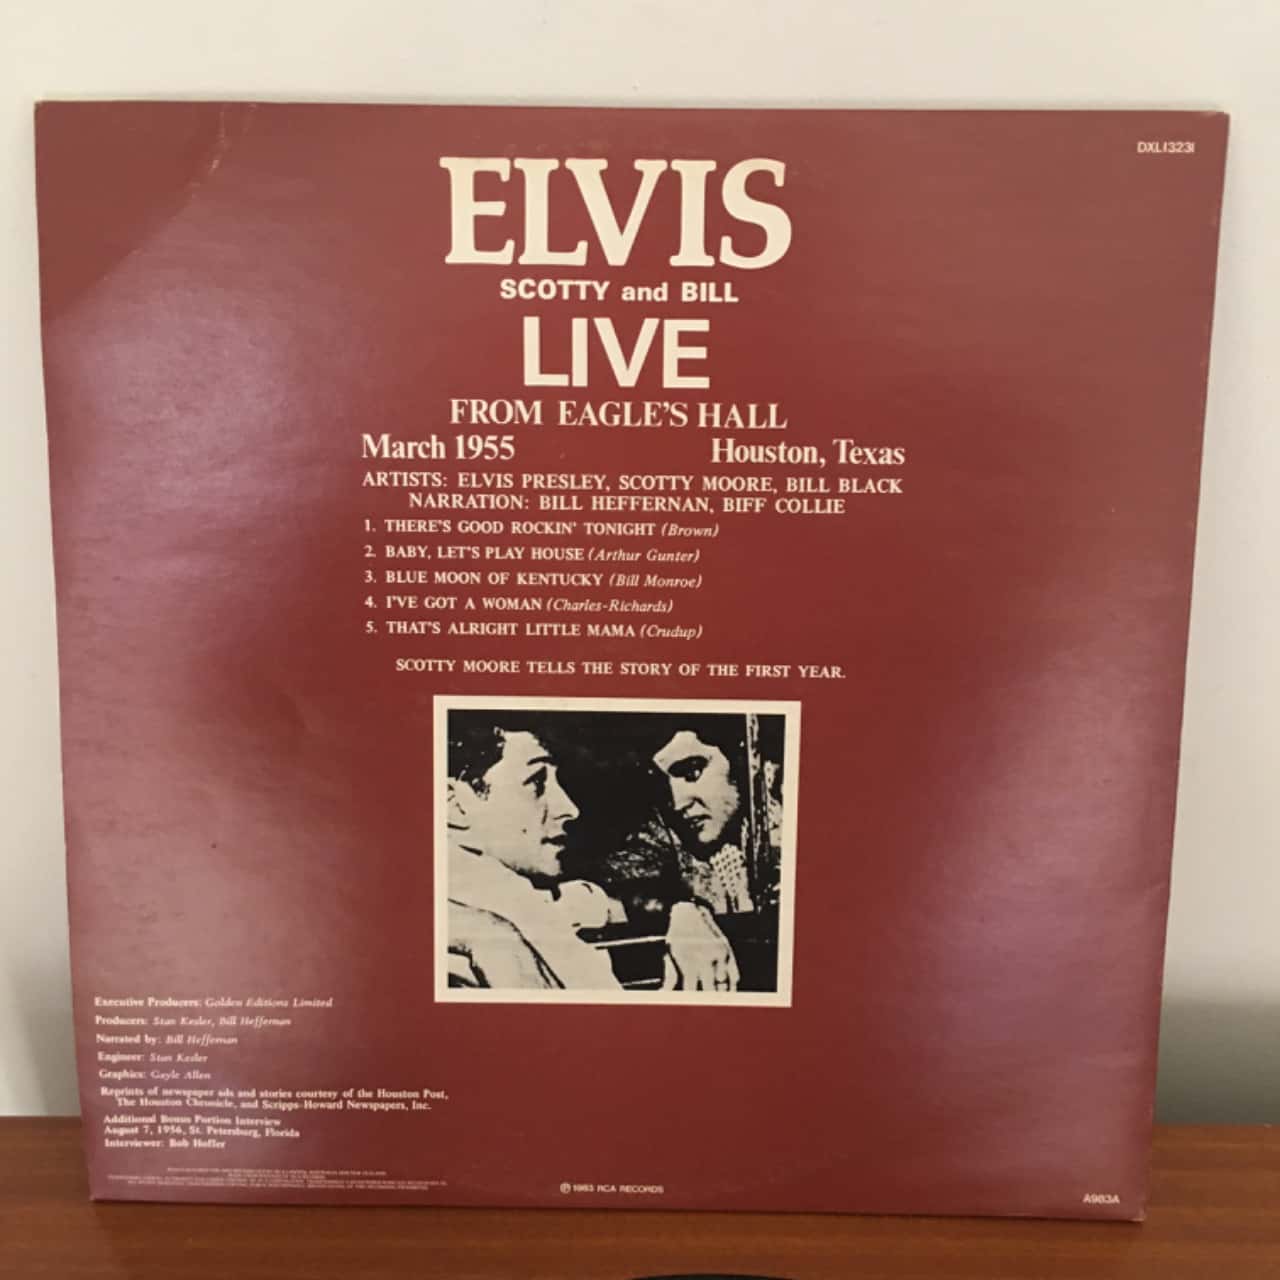 DXL13231
ELVIS
SCOTTY and BILL
LIVE
FROM EAGLE'S HALL
March 1955 Houston, Texas
ARTISTS: ELVIS PRESLEY, SCOTTY MOORE, BILL BLACK
NARRATION: BILL HEFFERNAN, BIFF COLLIE
1. THERE'S GOOD ROCKIN' TONIGHT (Brown)
2. BABY, LET'S PLAY HOUSE (Arthur Gunter)
3. BLUE MOON OF KENTUCKY (Bill Monroe)
4. I'VE GOT A WOMAN (Charles-Richards)
5. THAT'S ALRIGHT LITTLE MAMA (Crudup)
SCOTTY MOORE TELLS THE STORY OF THE FIRST YEAR.
Executive Producers: Golden Editions Limited
Producers: Stan Kesler, Bill Heffernan
Narrated by: Bill Heffernan
Engineer: Stan Kesler
Graphics: Gayle Allen
Reprints of newspaper ads and stories courtesy of the Houston Post,
The Houston Chronicle, and Scripps-Howard Newspapers, Inc.
Additional Bonus Portion Interview
August 7, 1956, St. Petersburg, Florida
Interviewer: Bob Hoffer
℗ 1983 RCA RECORDS
A983A